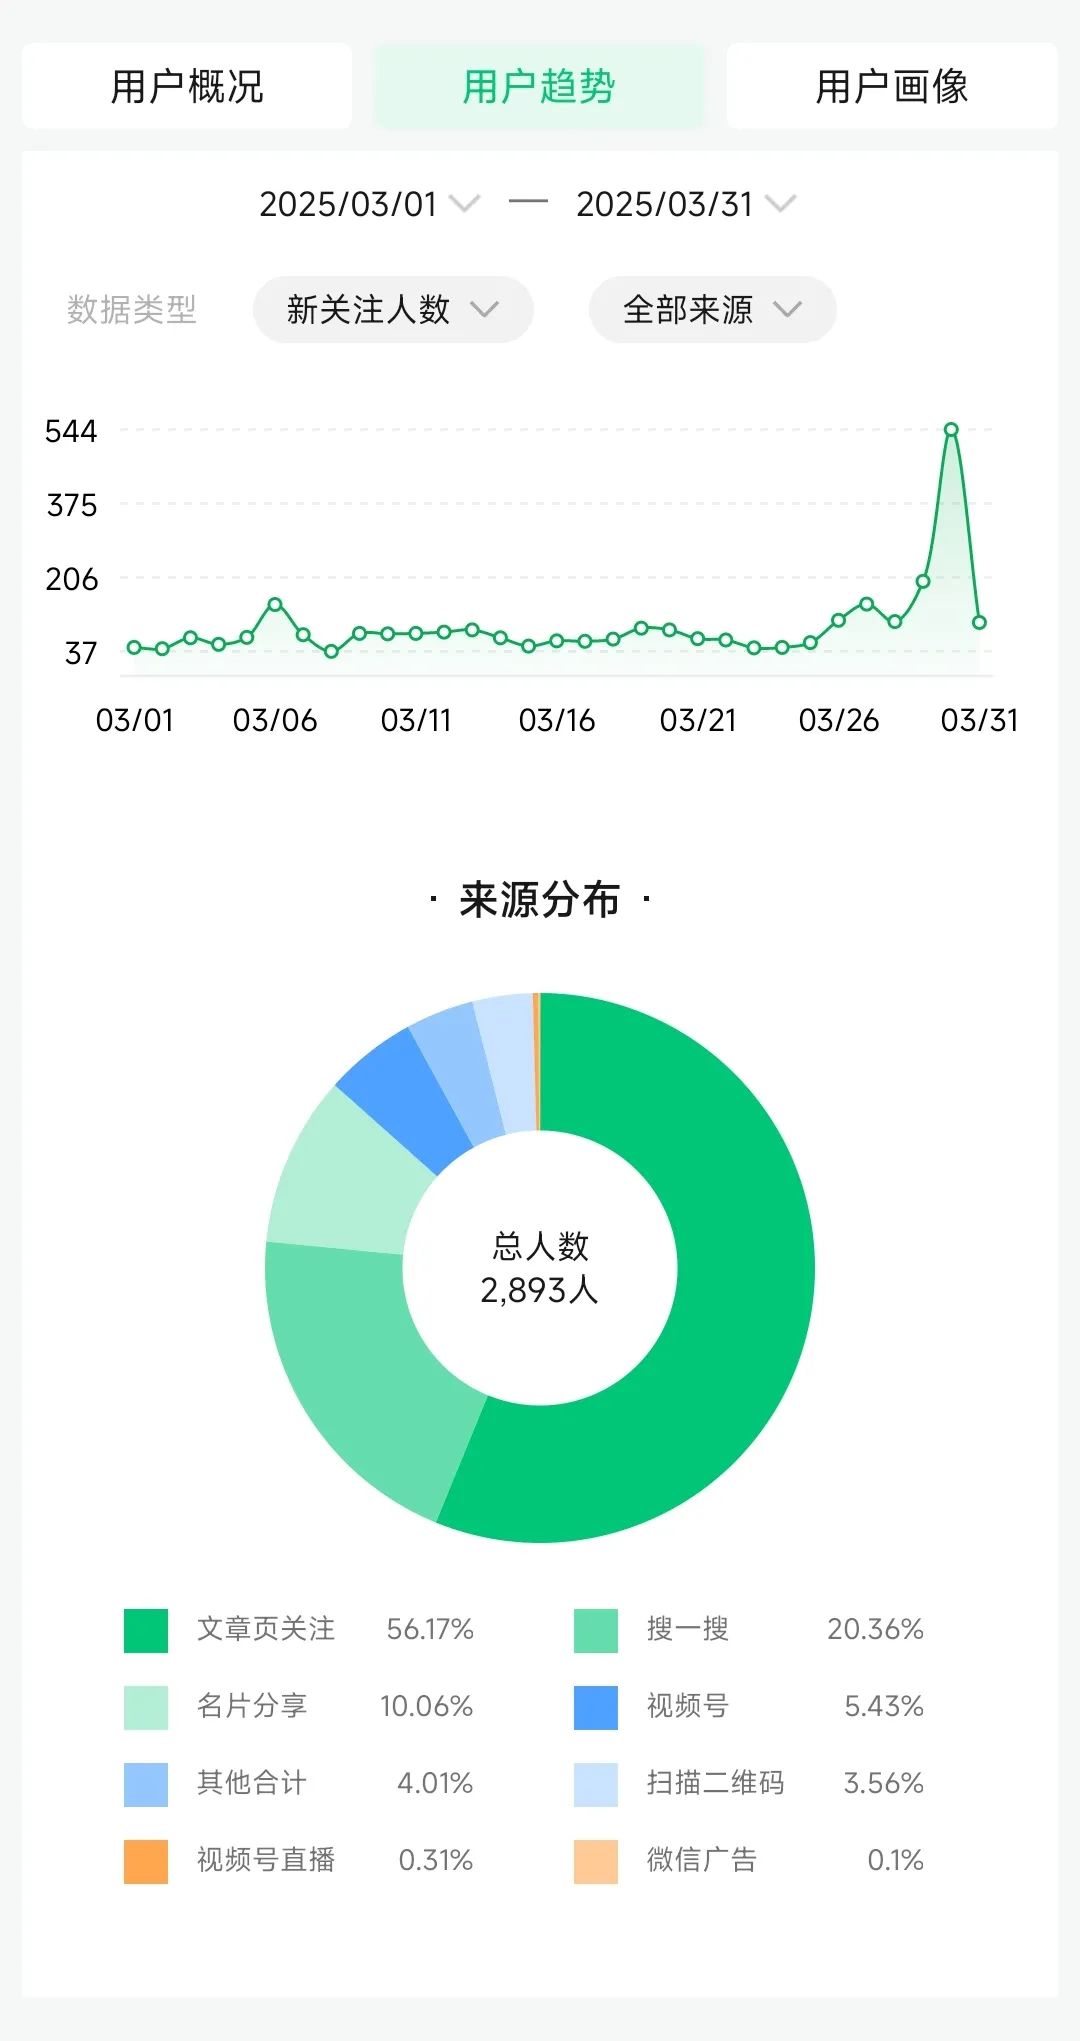 用户概况 用户趋势 用户画像
2025/03/01 — 2025/03/31
数据类型 新关注人数 全部来源
544
375
206
37
03/01 03/06 03/11 03/16 03/21 03/26 03/31
· 来源分布 ·
总人数
2,893人
文章页关注 56.17% 搜一搜 20.36%
名片分享 10.06% 视频号 5.43%
其他合计 4.01% 扫描二维码 3.56%
视频号直播 0.31% 微信广告 0.1%